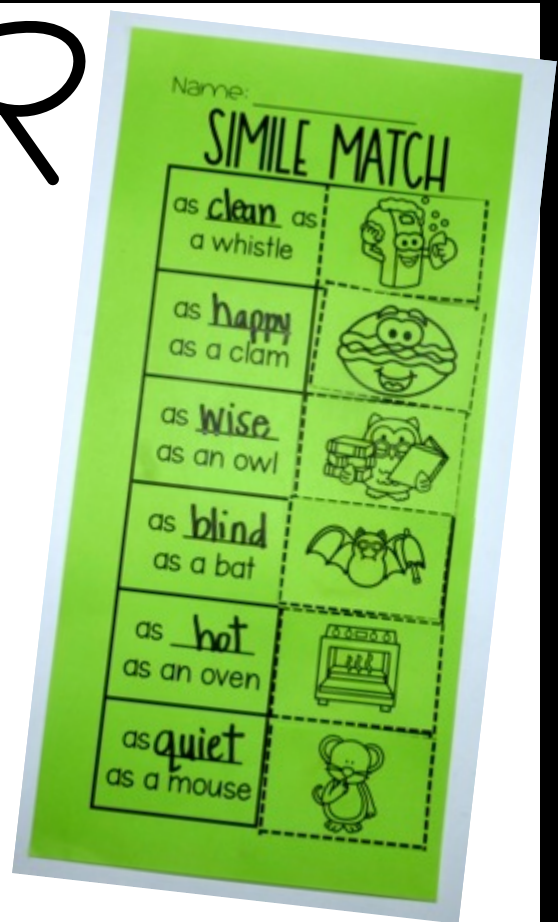 R
Name:
SIMILE MATCH
as clean as
a whistle
as happy
as a clam
as wise
as an owl
as blind
as a bat
as hot
as an oven
as quiet
as a mouse